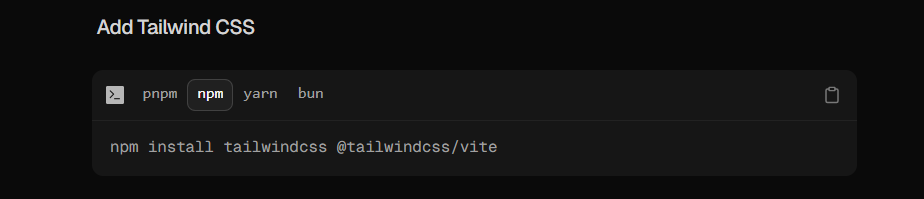 Add Tailwind CSS
pnpm npm yarn bun
npm install tailwindcss @tailwindcss/vite